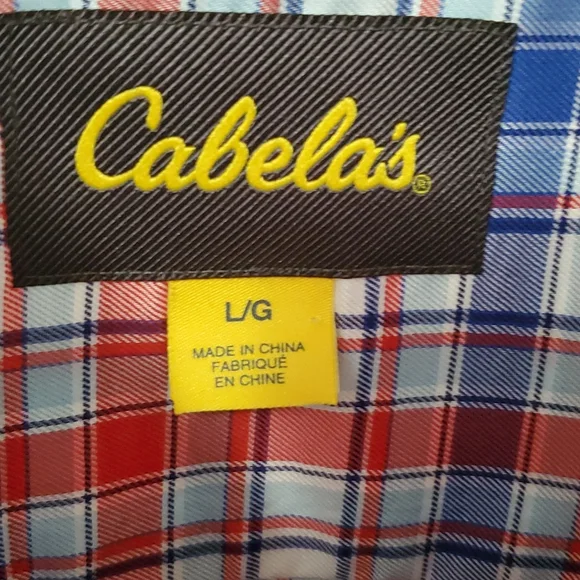 Cabela's®
L/G
MADE IN CHINA
FABRIQUÉ
EN CHINE